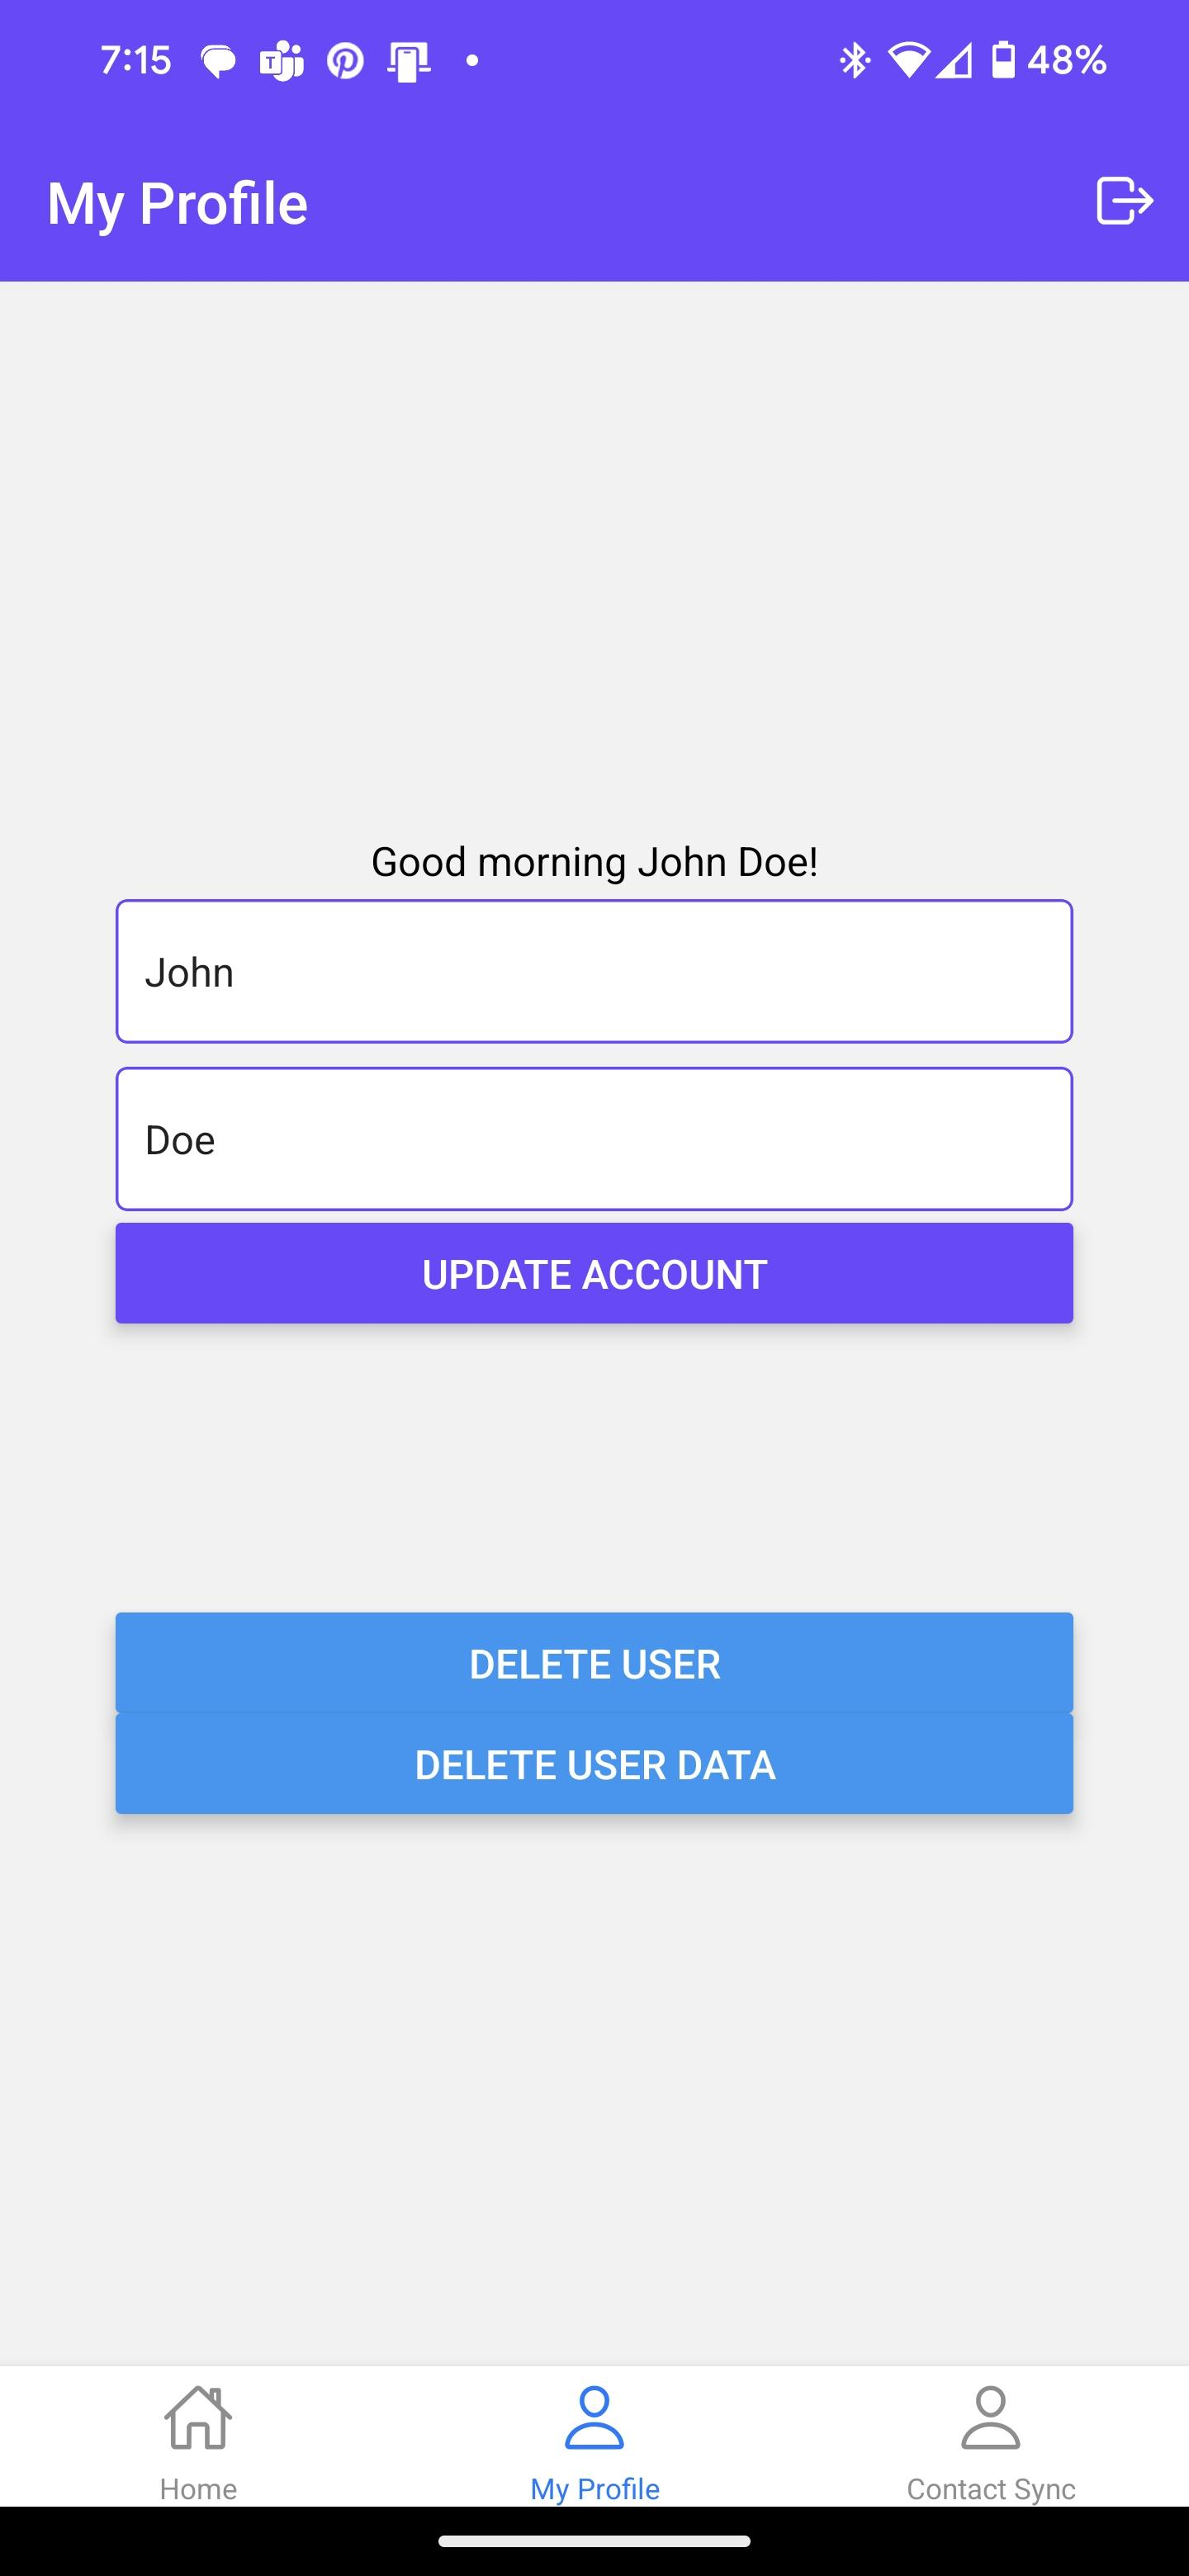 7:15 48%
My Profile
Good morning John Doe!
John
Doe
UPDATE ACCOUNT
DELETE USER
DELETE USER DATA
Home My Profile Contact Sync